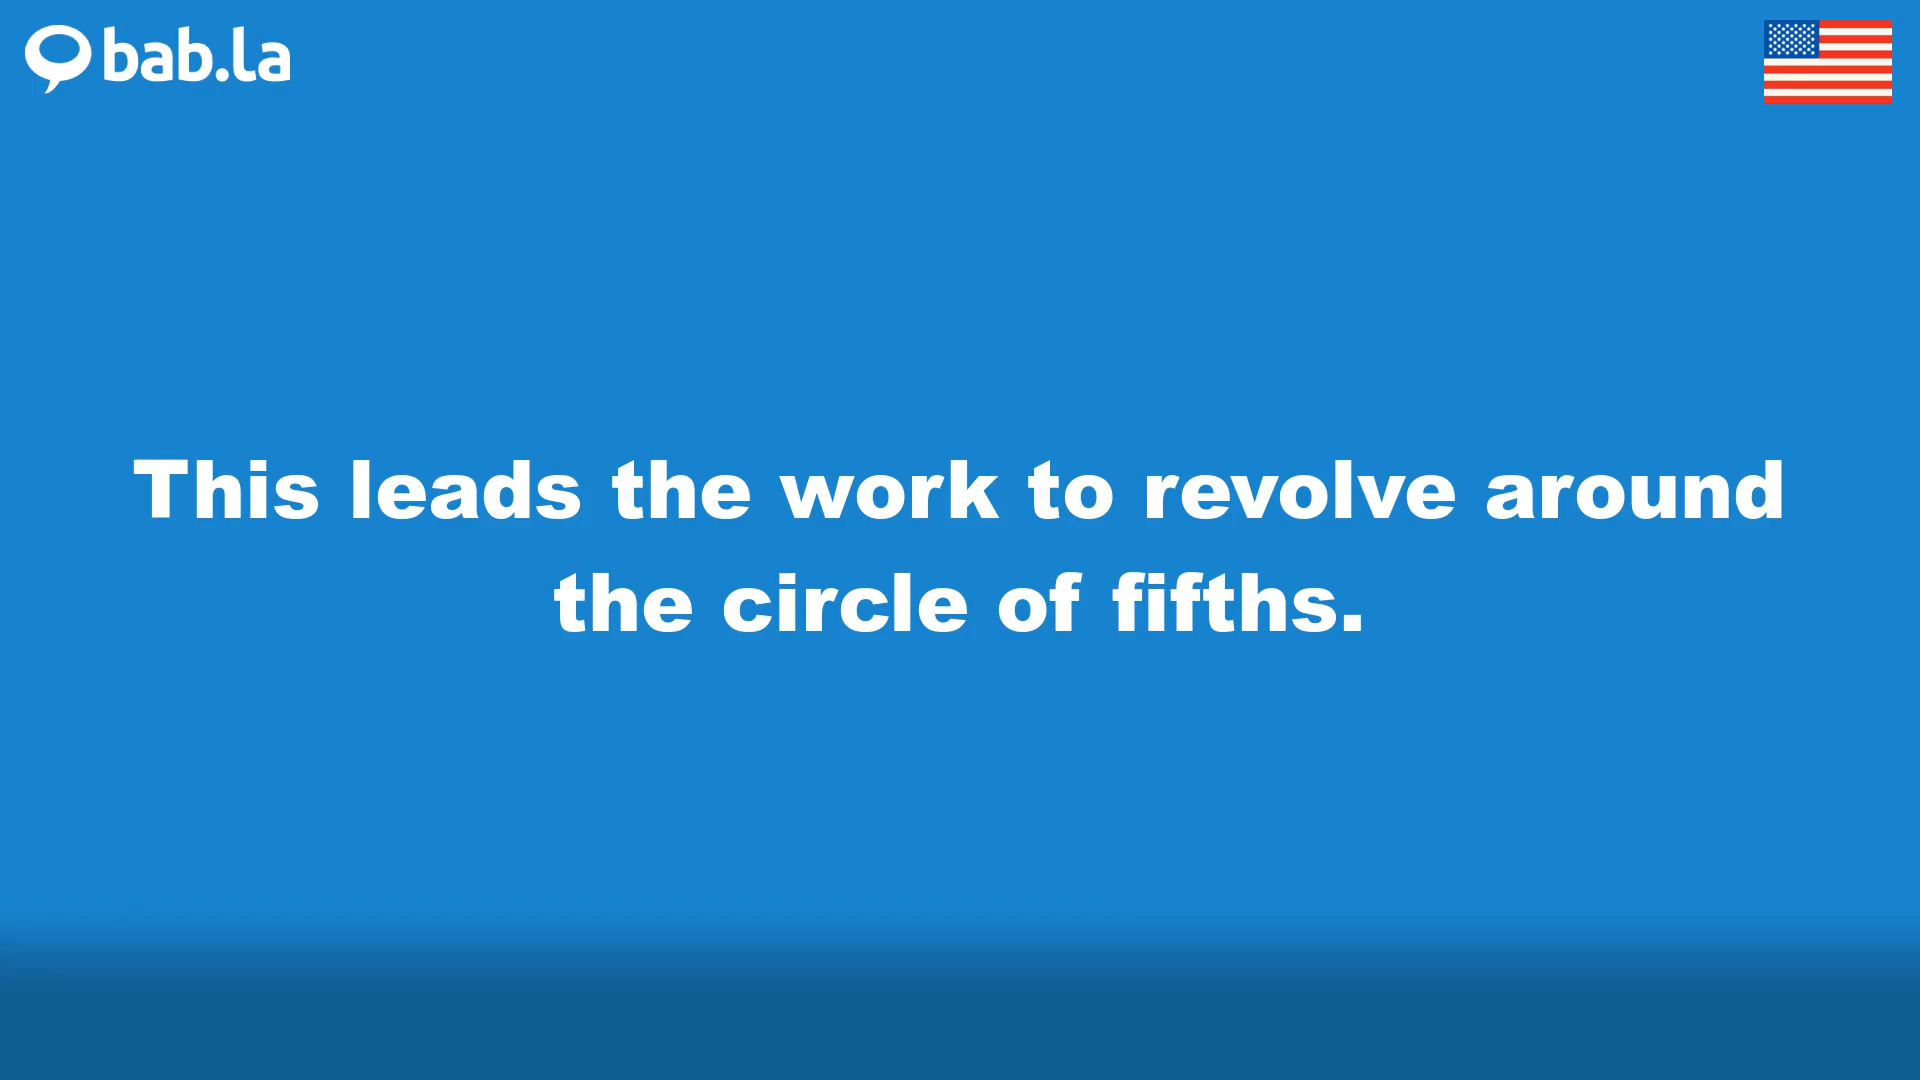 bab.la
This leads the work to revolve around
the circle of fifths.